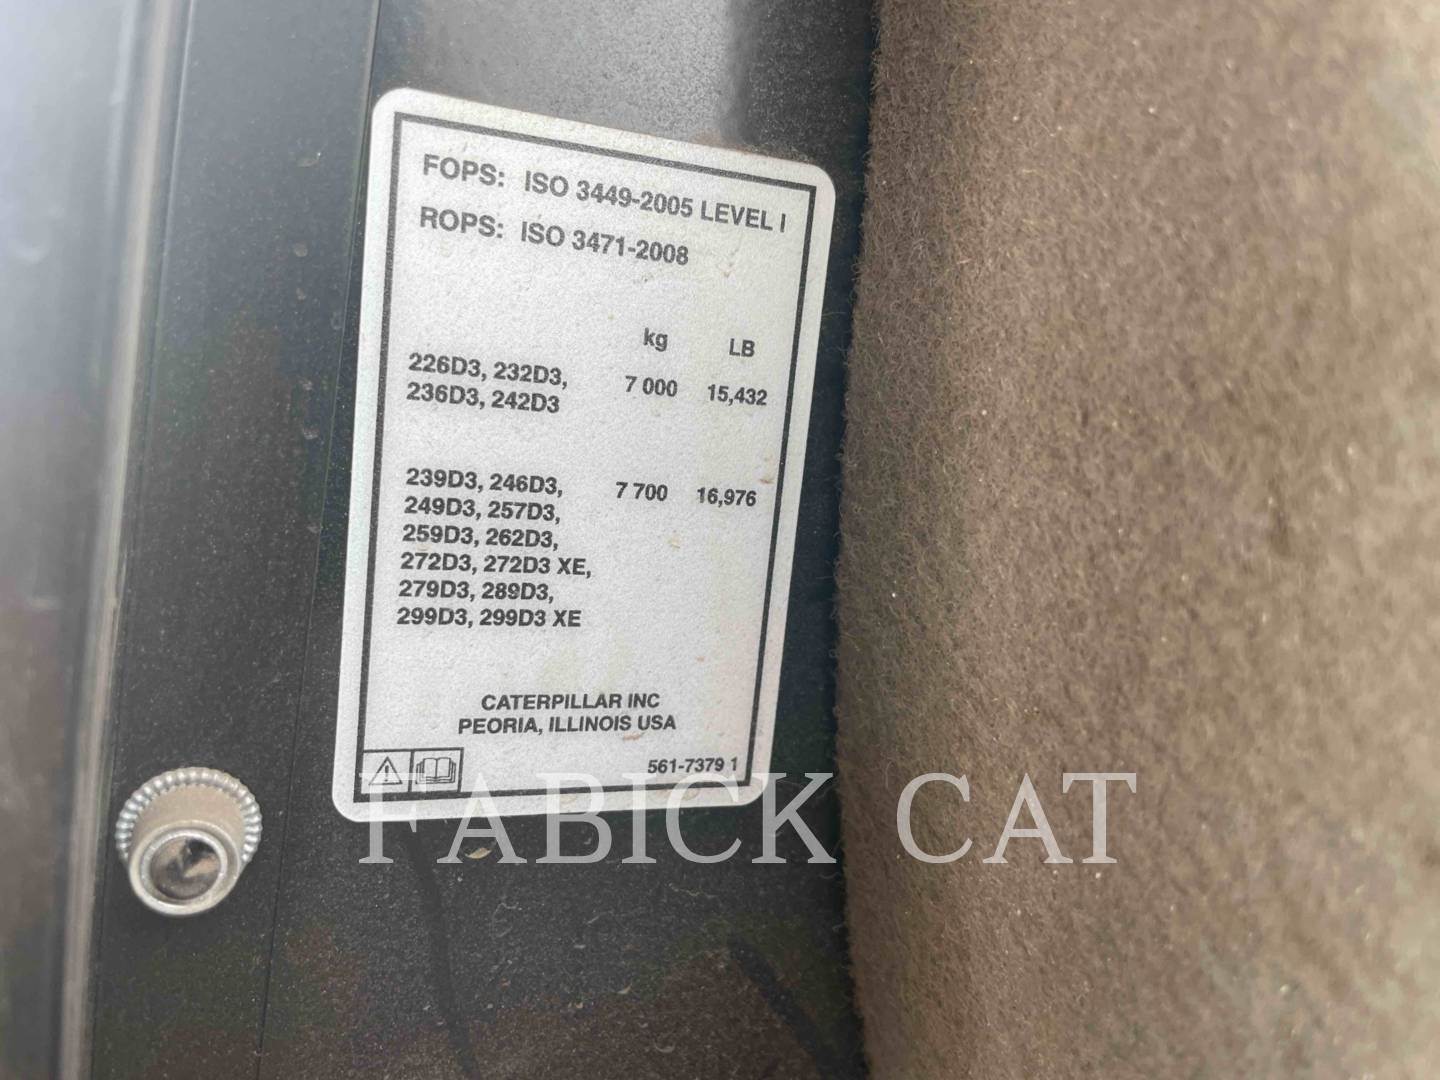 FOPS: ISO 3449-2005 LEVEL I
ROPS: ISO 3471-2008
kg LB
226D3, 232D3, 7 000 15,432
236D3, 242D3
239D3, 246D3, 7 700 16,976
249D3, 257D3,
259D3, 262D3,
272D3, 272D3 XE,
279D3, 289D3,
299D3, 299D3 XE
CATERPILLAR INC
PEORIA, ILLINOIS USA
561-7379 1
FABICK CAT